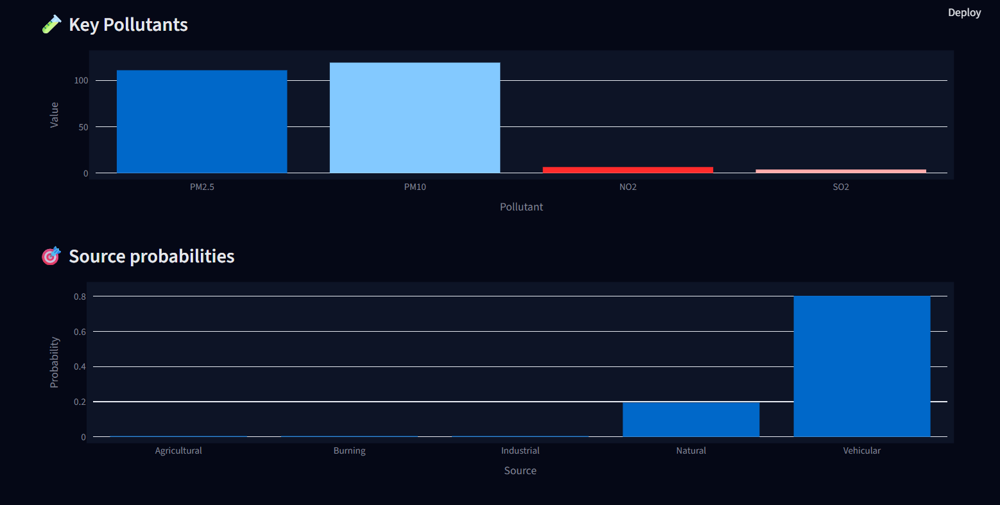 Deploy
Key Pollutants
100
50
0
Value
PM2.5 PM10 NO2 SO2
Pollutant
Source probabilities
0.8
0.6
0.4
0.2
0
Probability
Agricultural Burning Industrial Natural Vehicular
Source